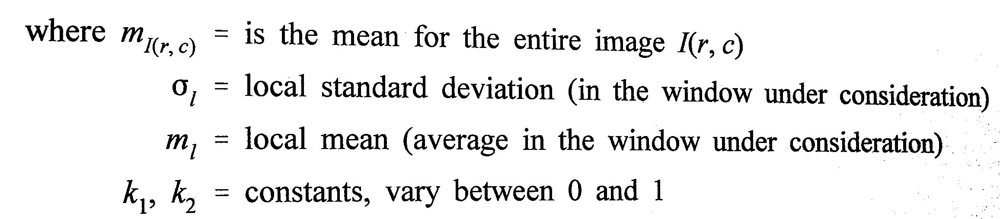 where m_{I(r, c)} = is the mean for the entire image I(r, c)
σ_l = local standard deviation (in the window under consideration)
m_l = local mean (average in the window under consideration)
k_1, k_2 = constants, vary between 0 and 1